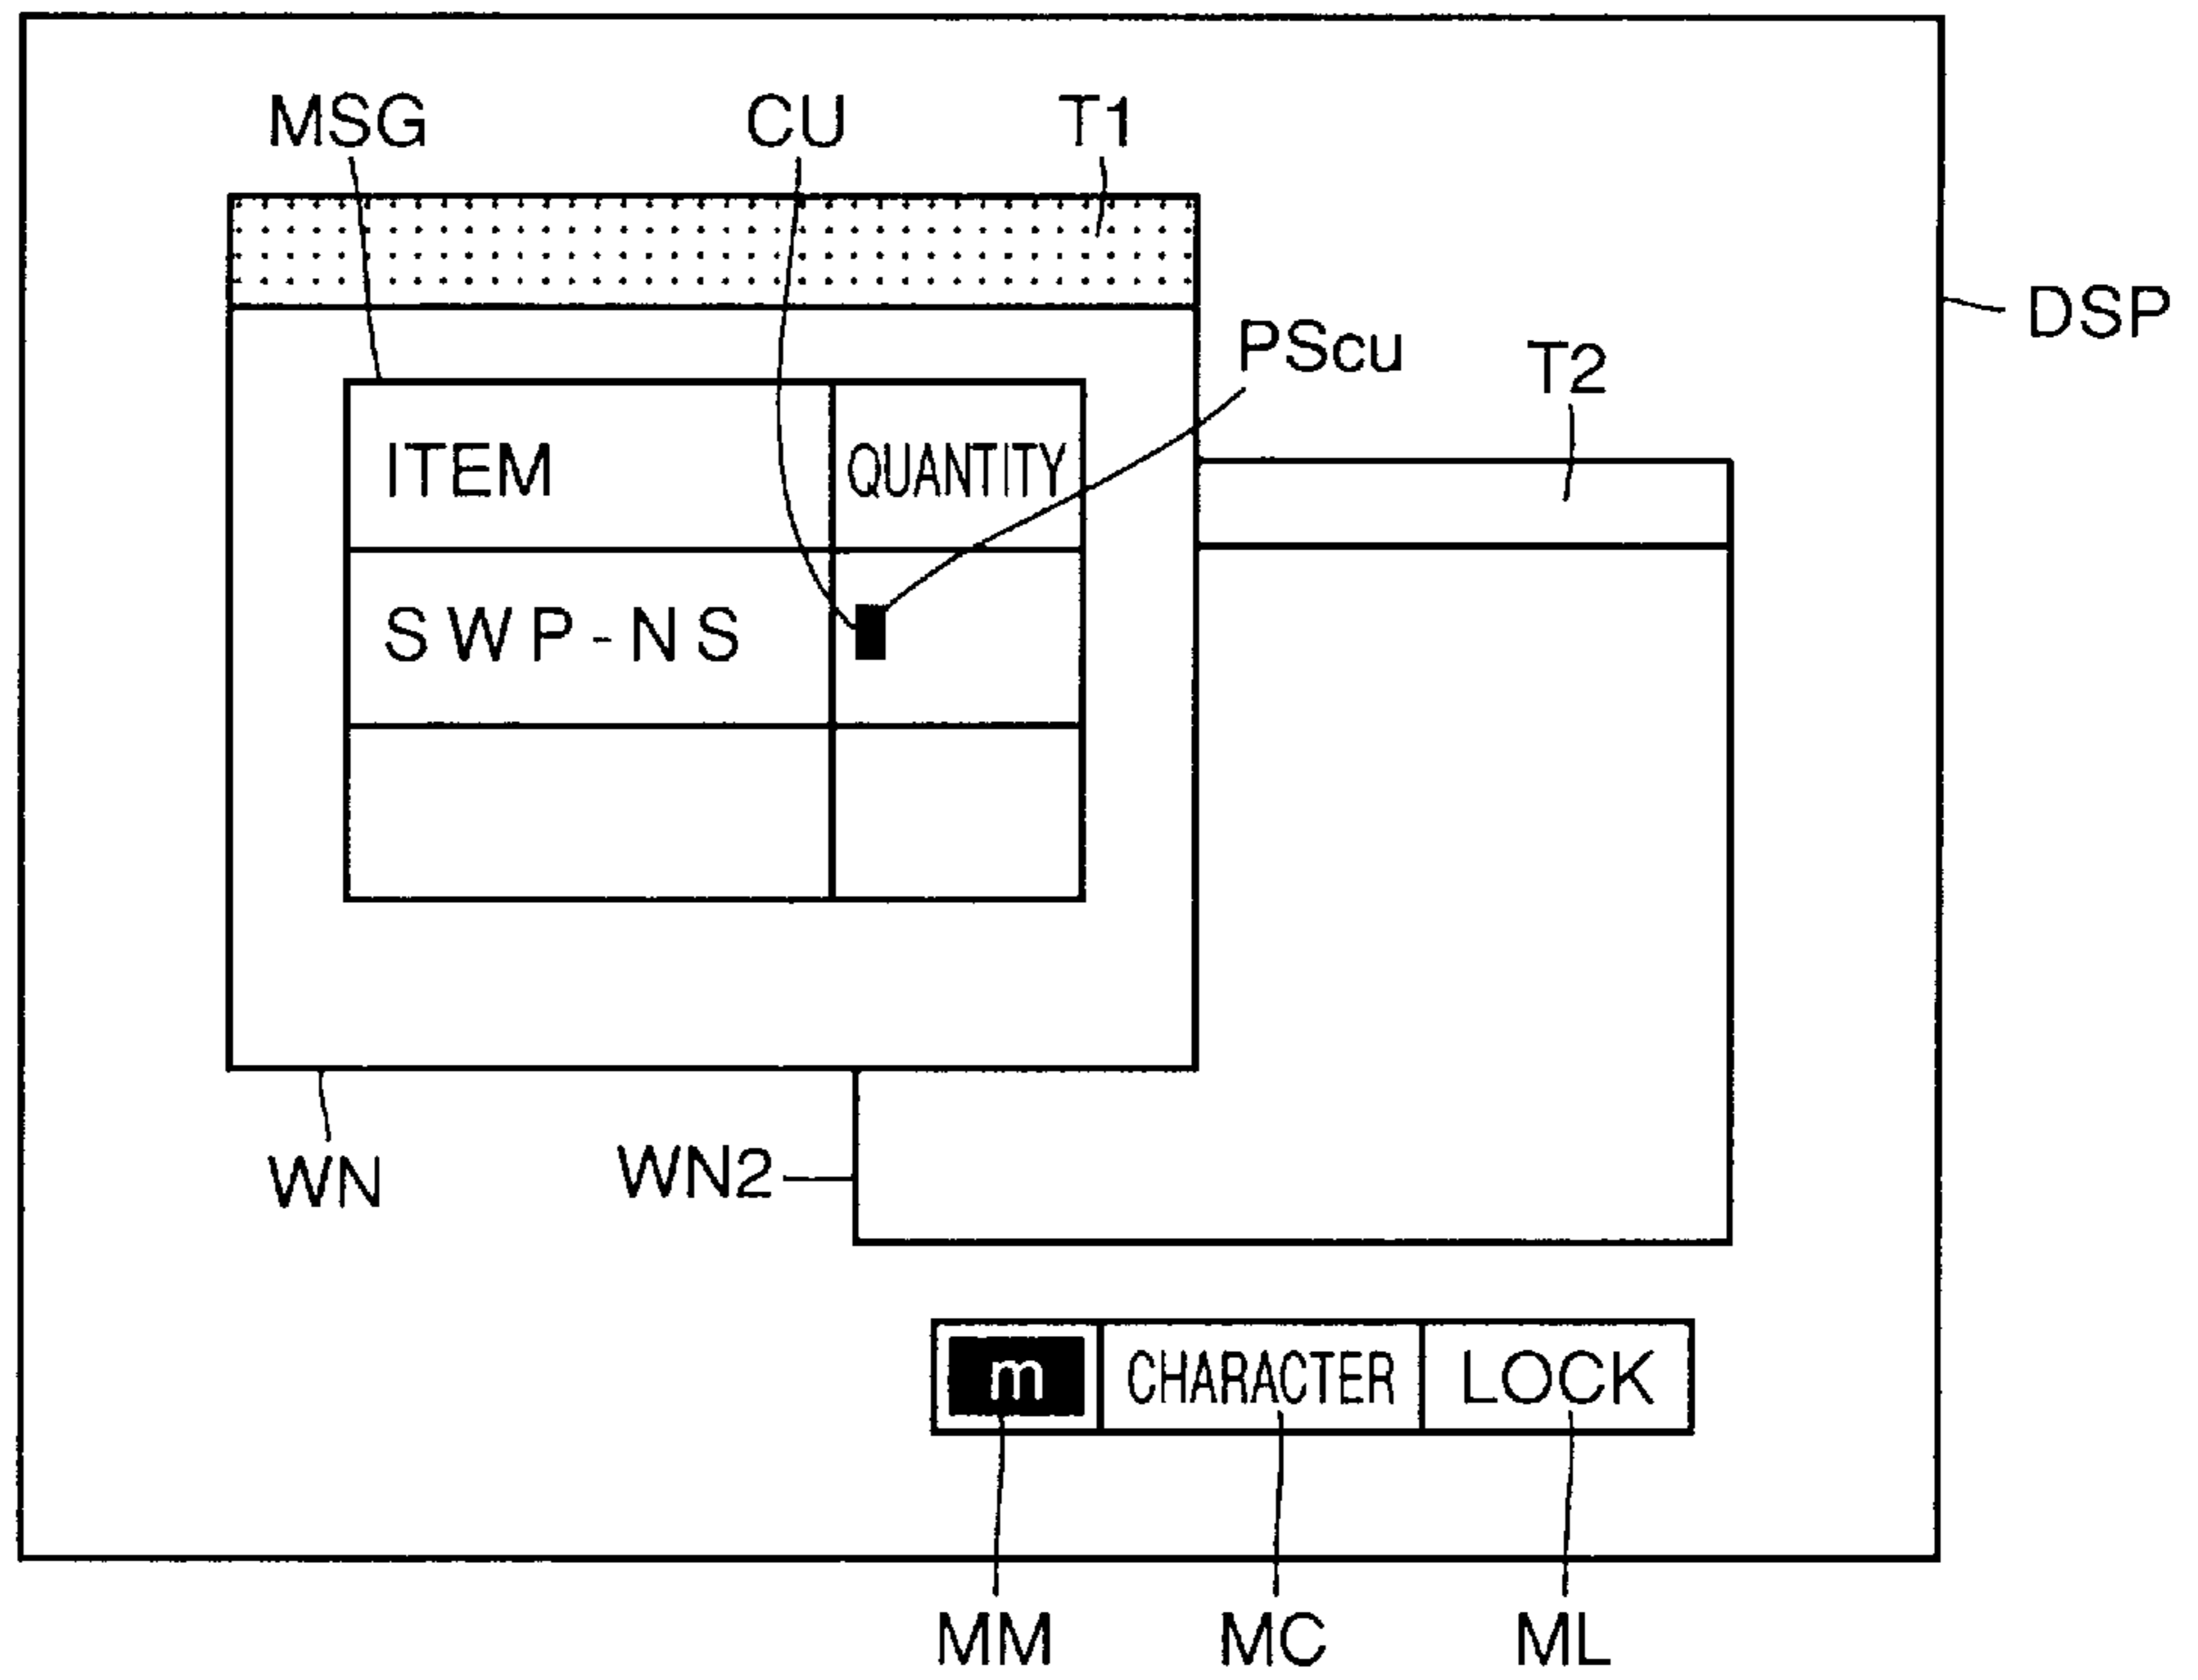 MSG CU T1
DSP
PScu
T2
ITEM QUANTITY
SWP-NS
WN
WN2
m CHARACTER LOCK
MM MC ML